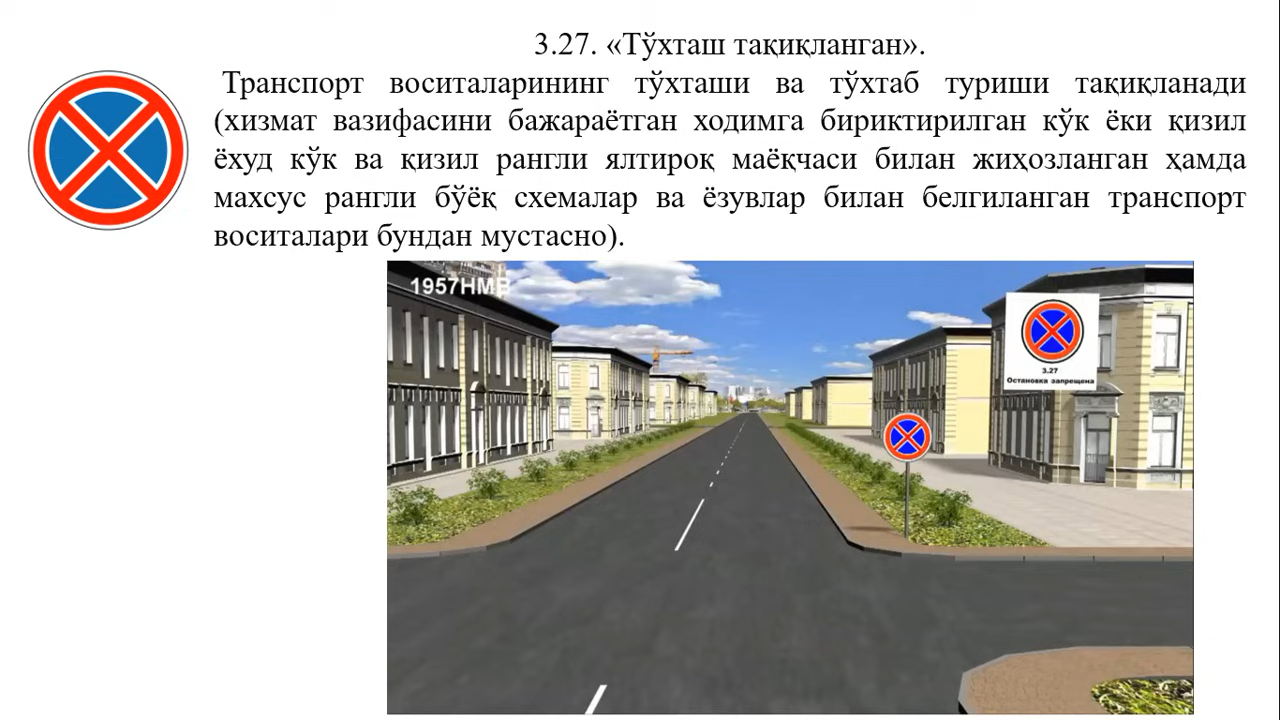 3.27. «Тўхташ тақиқланган».
Транспорт воситаларининг тўхташи ва тўхтаб туриши тақиқланади
(хизмат вазифасини бажараётган ходимга бириктирилган кўк ёки қизил
ёхуд кўк ва қизил рангли ялтироқ маёқчаси билан жиҳозланган ҳамда
махсус рангли бўёқ схемалар ва ёзувлар билан белгиланган транспорт
воситалари бундан мустасно).
1957HMB
3.27
Остановка запрещена